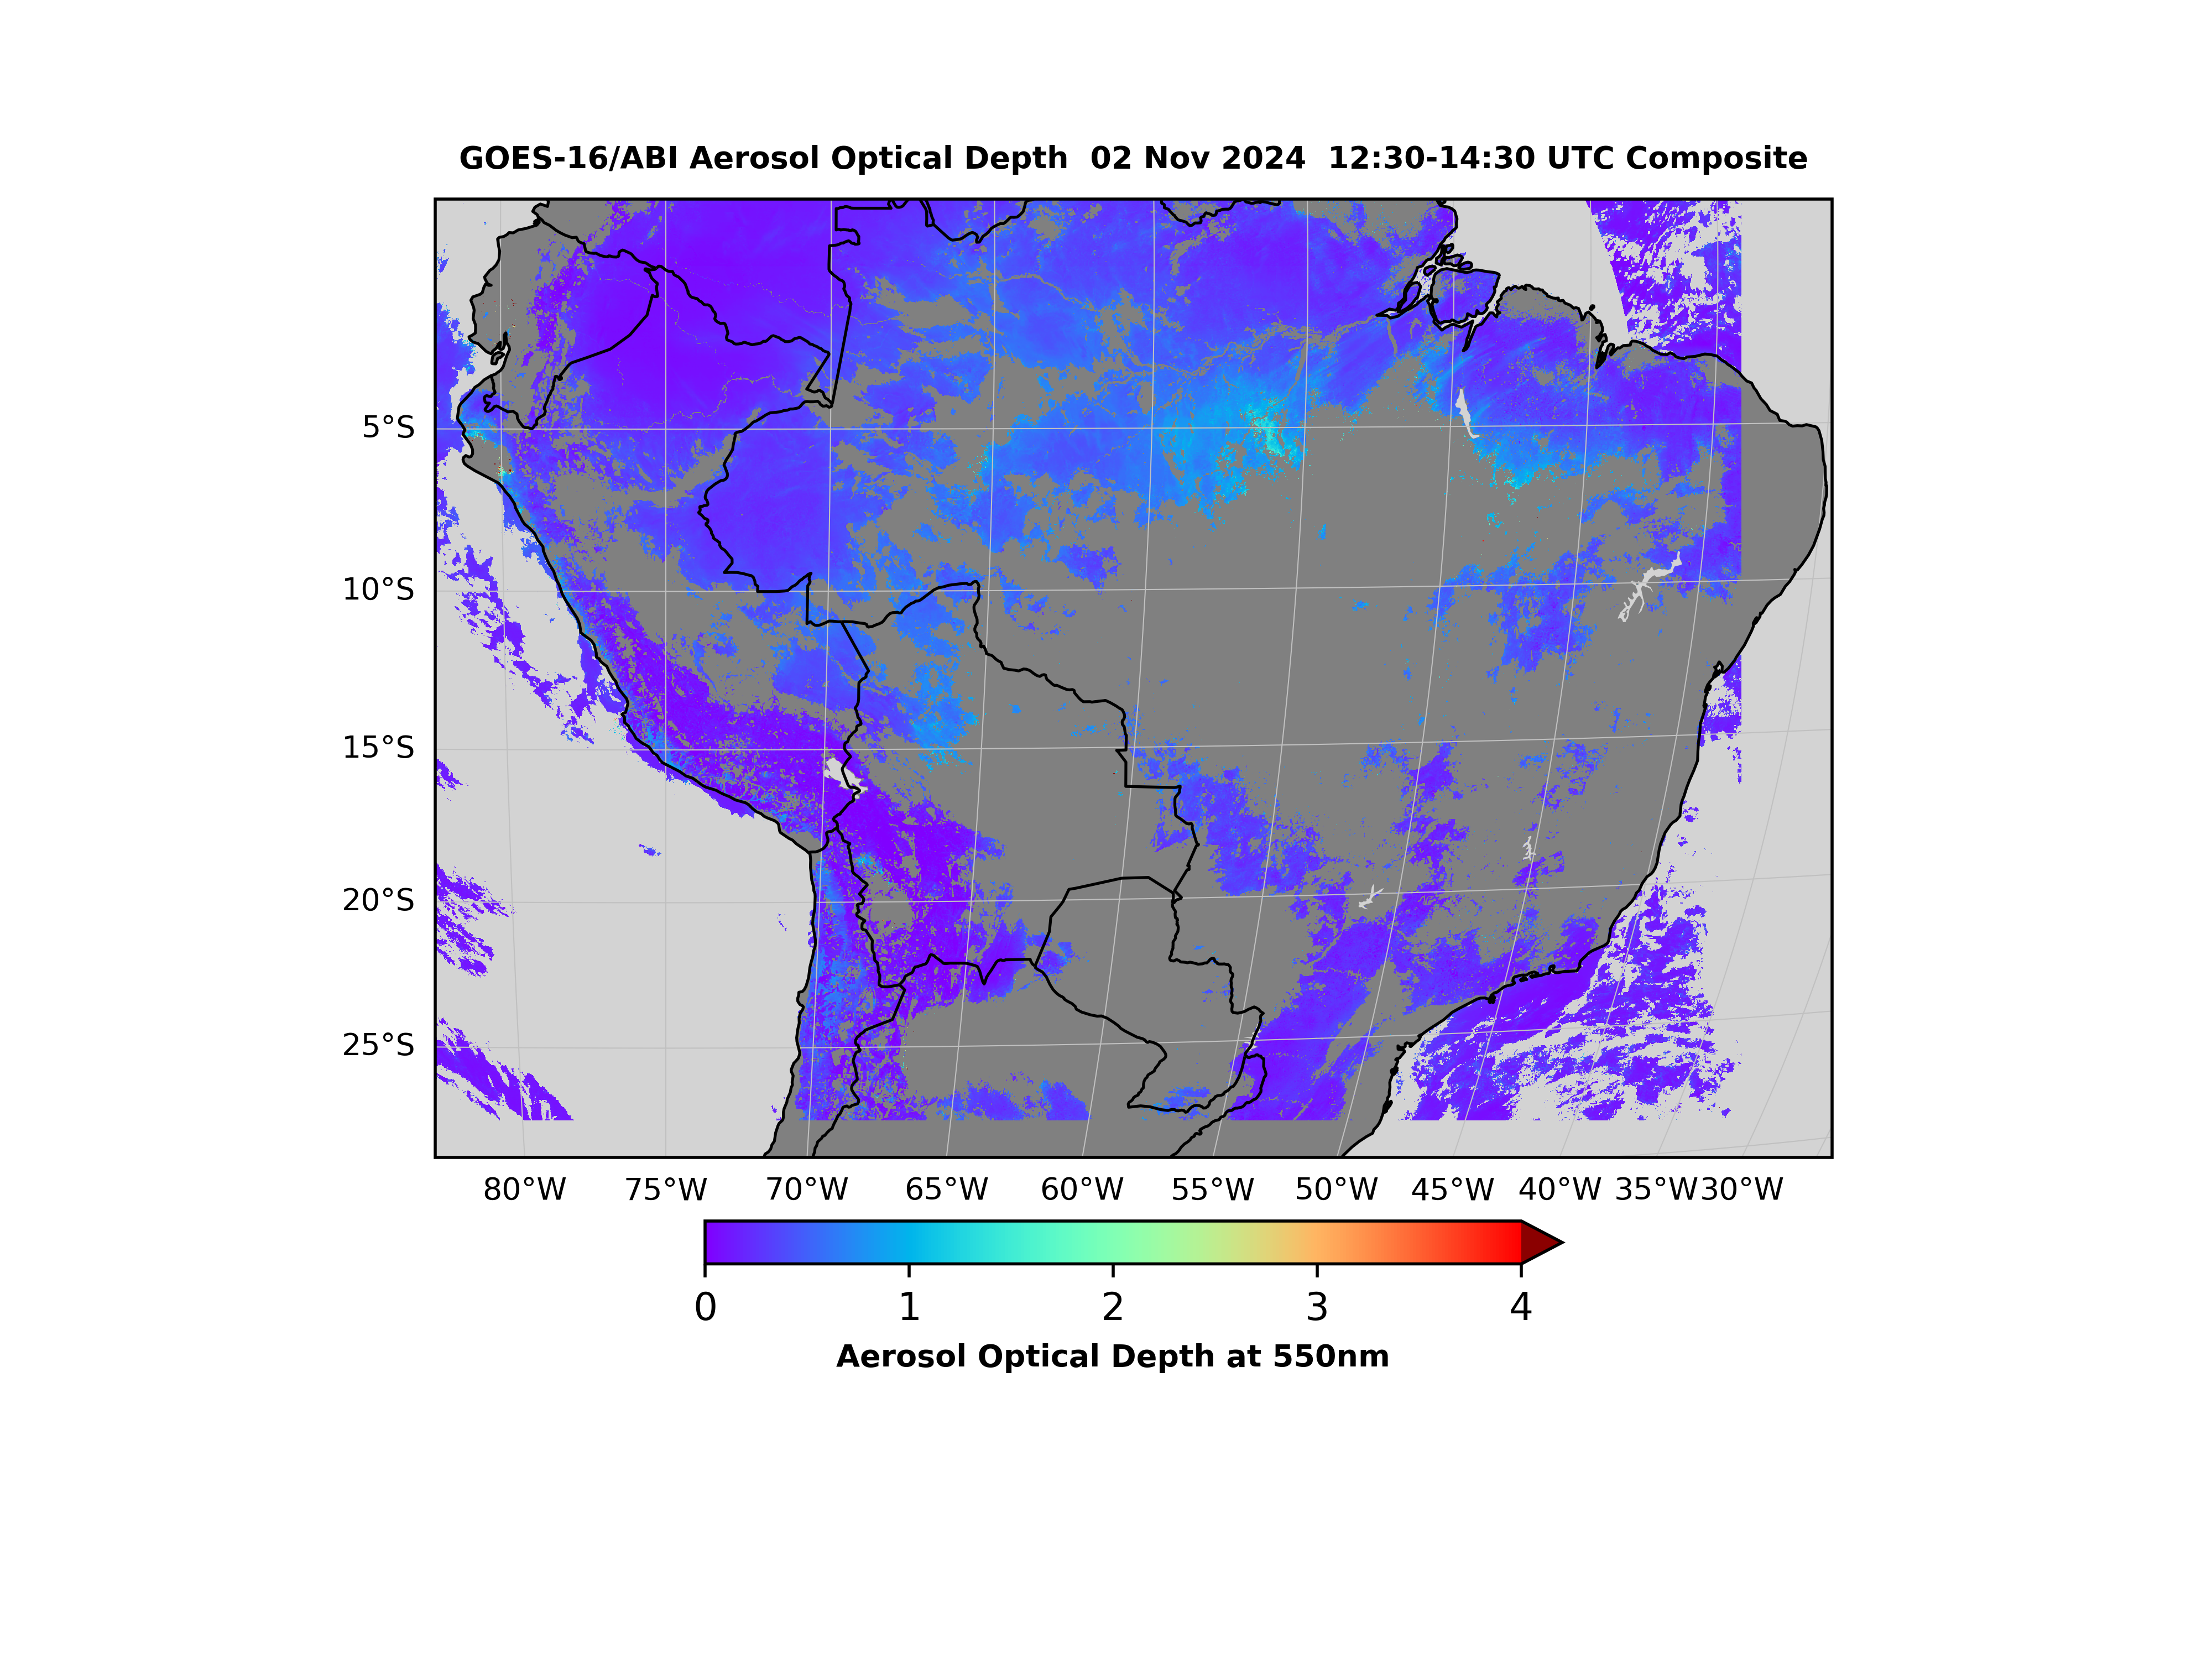 GOES-16/ABI Aerosol Optical Depth  02 Nov 2024  12:30-14:30 UTC Composite
5°S
10°S
15°S
20°S
25°S
80°W 75°W 70°W 65°W 60°W 55°W 50°W 45°W 40°W 35°W 30°W
0 1 2 3 4
Aerosol Optical Depth at 550nm